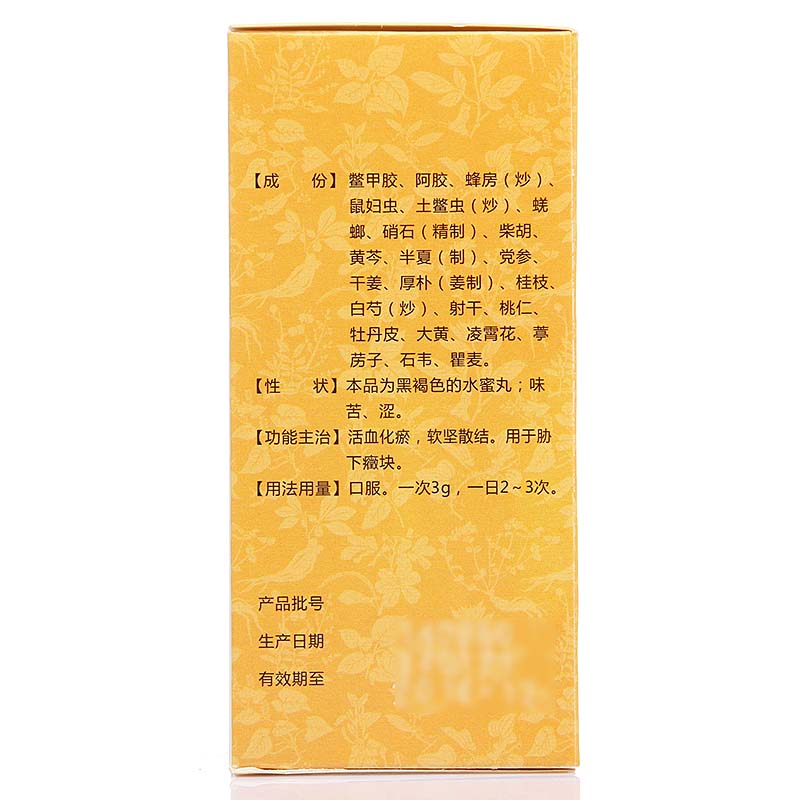 【成 份】鳖甲胶、阿胶、蜂房（炒）、
鼠妇虫、土鳖虫（炒）、蜣
螂、硝石（精制）、柴胡、
黄芩、半夏（制）、党参、
干姜、厚朴（姜制）、桂枝、
白芍（炒）、射干、桃仁、
牡丹皮、大黄、凌霄花、葶
苈子、石韦、瞿麦。
【性 状】本品为黑褐色的水蜜丸；味
苦、涩。
【功能主治】活血化瘀，软坚散结。用于胁
下癥块。
【用法用量】口服。一次3g，一日2~3次。
产品批号
生产日期
有效期至